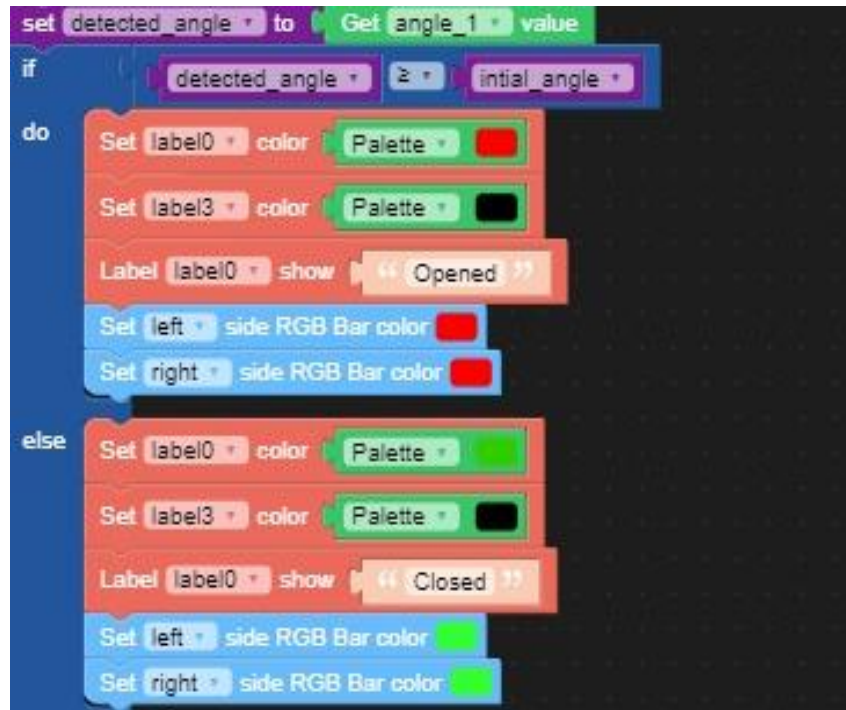 set detected_angle to Get angle_1 value
if detected_angle ≥ intial_angle
do Set label0 color Palette
Set label3 color Palette
Label label0 show “ Opened ”
Set left side RGB Bar color
Set right side RGB Bar color
else Set label0 color Palette
Set label3 color Palette
Label label0 show “ Closed ”
Set left side RGB Bar color
Set right side RGB Bar color